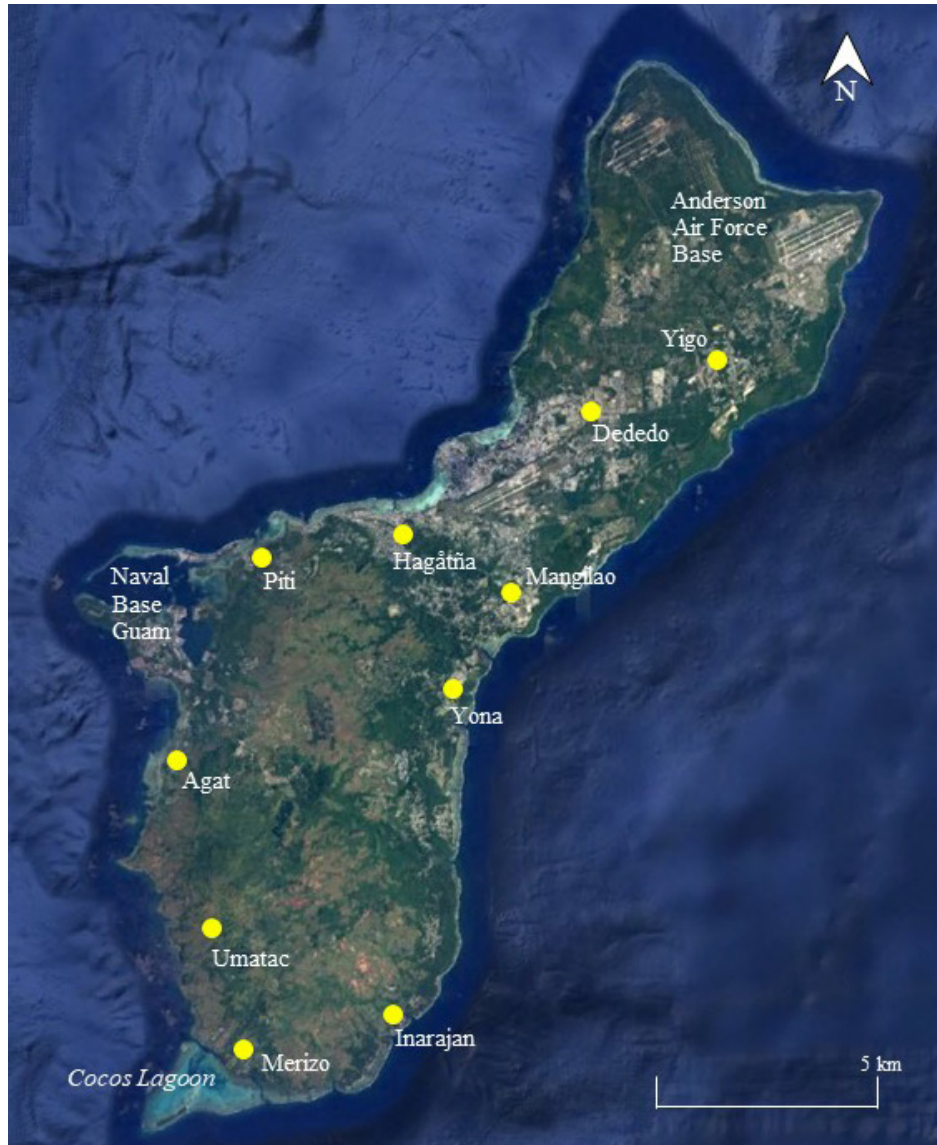 N
Anderson
Air Force
Base
Yigo
Dededo
Hagåtña
Piti
Mangilao
Naval
Base
Guam
Yona
Agat
Umatac
Inarajan
Merizo
Cocos Lagoon
5 km